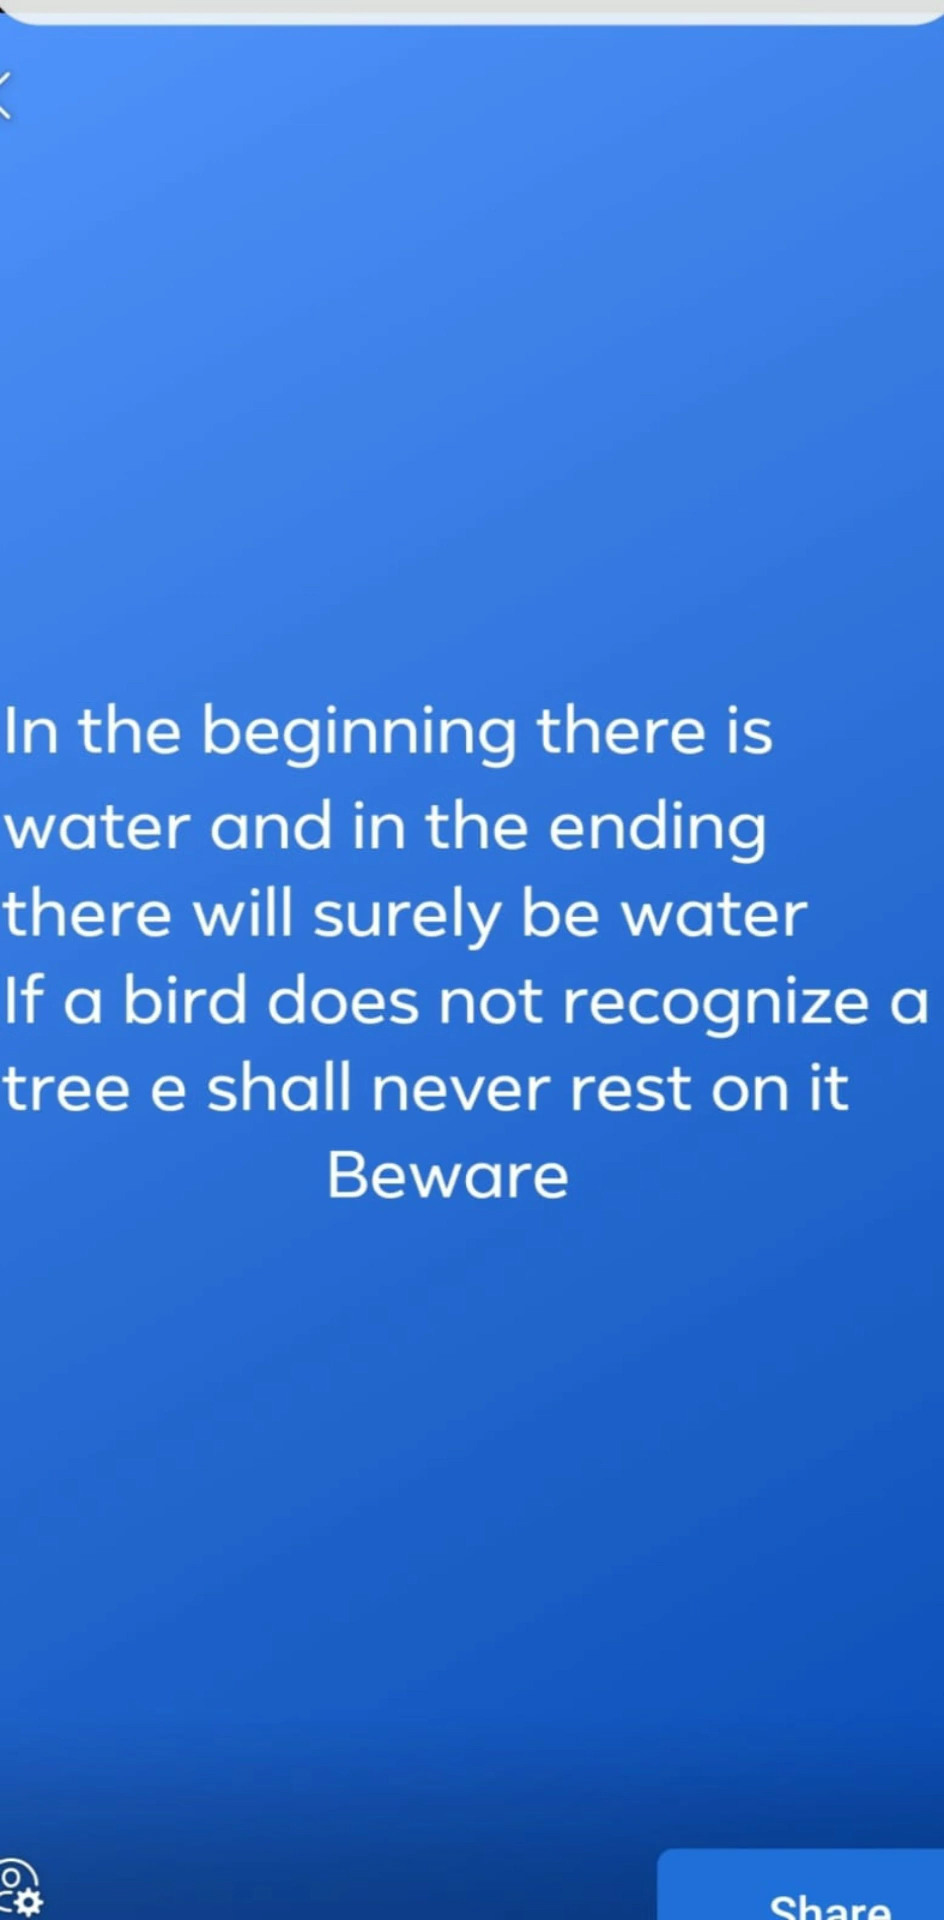 In the beginning there is
water and in the ending
there will surely be water
If a bird does not recognize a
tree e shall never rest on it
Beware
Share